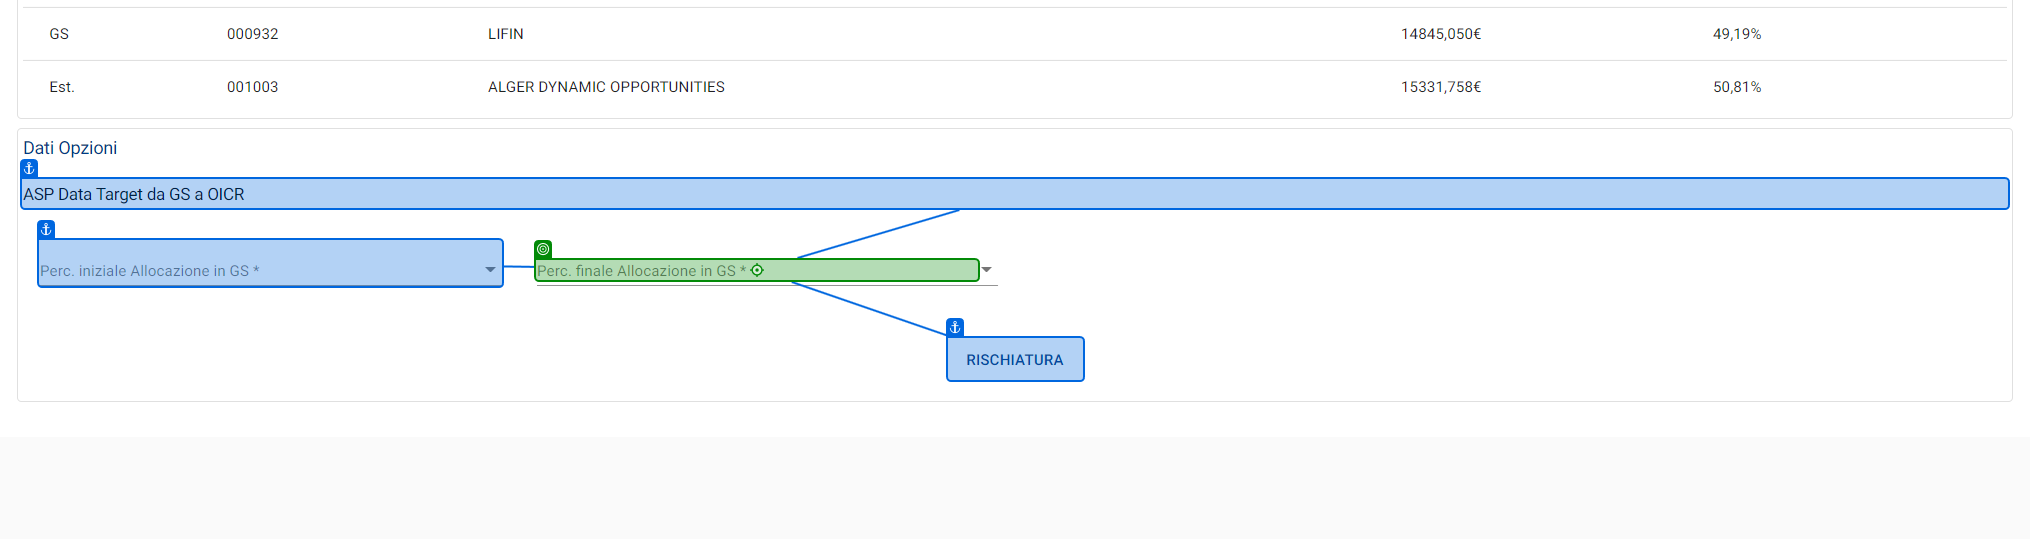 GS 000932 LIFIN 14845,050€ 49,19%
Est. 001003 ALGER DYNAMIC OPPORTUNITIES 15331,758€ 50,81%
Dati Opzioni
ASP Data Target da GS a OICR
Perc. iniziale Allocazione in GS * Perc. finale Allocazione in GS *
RISCHIATURA